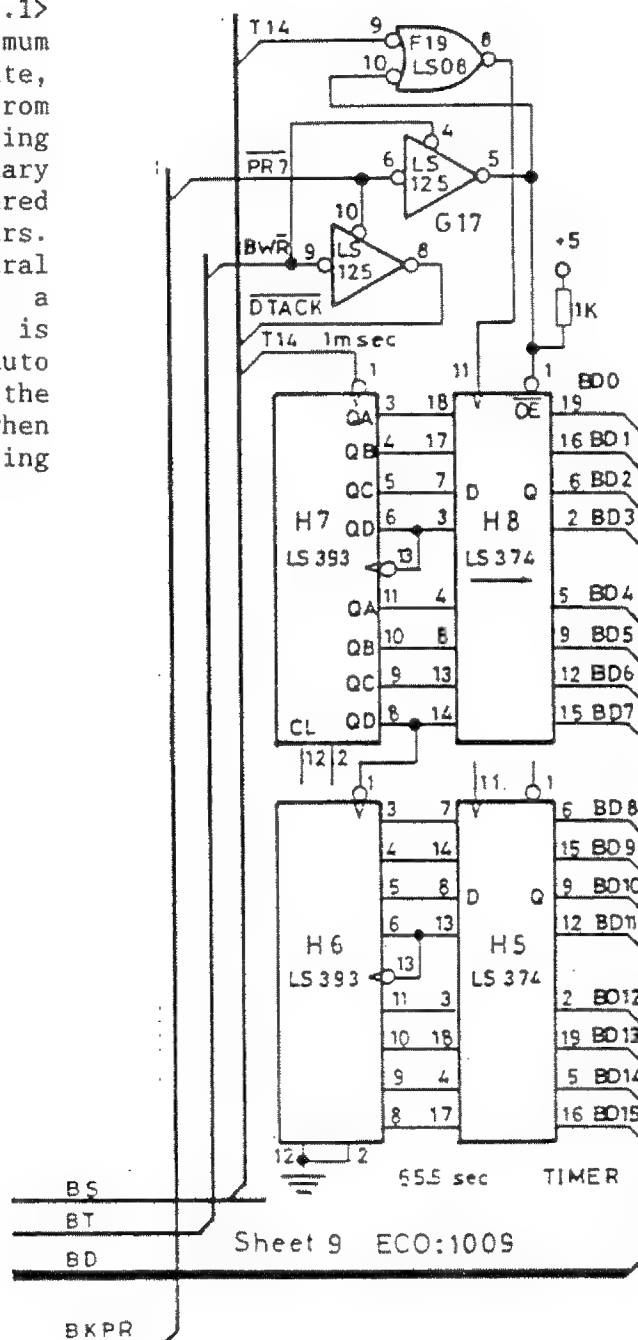 .1>
mum
te,
rom
ing
ary
red
rs.
ral
a
is
uto
the
hen
ing
T14 9 F19 8
10 LS08
4
PR7 6 LS 5
125
10 G17
BWR 9 LS 8
125
+5
DTACK
1K
T14 1msec
1 11 1
BD0
QA 3 18 OE 19
QB 4 17 16 BD1
QC 5 7 D Q 6 BD2
QD 6 3 2 BD3
H7 H8
LS393 13 LS374
QA 11 4 5 BD4
QB 10 8 9 BD5
QC 9 13 12 BD6
CL QD 8 14 15 BD7
12 2
1 11 1
3 7 6 BD8
4 14 15 BD9
5 8 D Q 9 BD10
6 13 12 BD11
H6 H5
LS393 13 LS374
11 3 2 BD12
10 18 19 BD13
9 4 5 BD14
8 17 16 BD15
12 2
65.5 sec TIMER
BS
BT
Sheet 9 ECO:1009
BD
BKPR